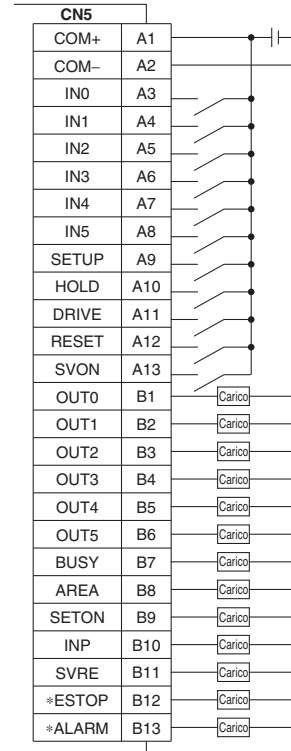 CN5
COM+ A1
COM− A2
IN0 A3
IN1 A4
IN2 A5
IN3 A6
IN4 A7
IN5 A8
SETUP A9
HOLD A10
DRIVE A11
RESET A12
SVON A13
OUT0 B1 Carico
OUT1 B2 Carico
OUT2 B3 Carico
OUT3 B4 Carico
OUT4 B5 Carico
OUT5 B6 Carico
BUSY B7 Carico
AREA B8 Carico
SETON B9 Carico
INP B10 Carico
SVRE B11 Carico
*ESTOP B12 Carico
*ALARM B13 Carico